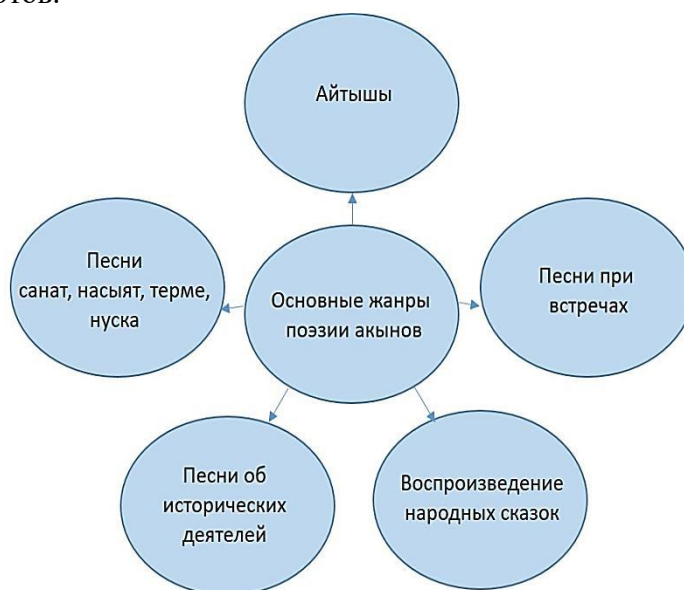 Айтышы
Песни
санат, насыят, терме,
нуска
Основные жанры
поэзии акынов
Песни при
встречах
Песни об
исторических
деятелей
Воспроизведение
народных сказок